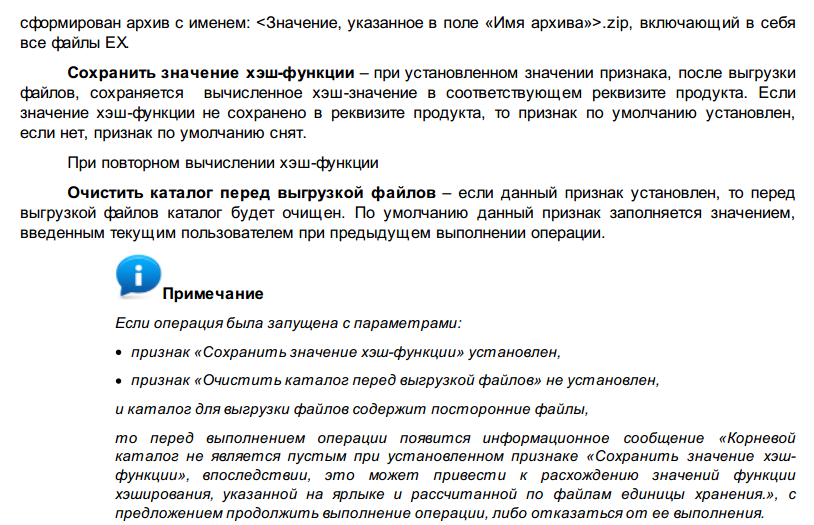 сформирован архив с именем: <Значение, указанное в поле «Имя архива»>.zip, включающий в себя
все файлы EX.
Сохранить значение хэш-функции – при установленном значении признака, после выгрузки
файлов, сохраняется вычисленное хэш-значение в соответствующем реквизите продукта. Если
значение хэш-функции не сохранено в реквизите продукта, то признак по умолчанию установлен,
если нет, признак по умолчанию снят.
При повторном вычислении хэш-функции
Очистить каталог перед выгрузкой файлов – если данный признак установлен, то перед
выгрузкой файлов каталог будет очищен. По умолчанию данный признак заполняется значением,
введенным текущим пользователем при предыдущем выполнении операции.
Примечание
Если операция была запущена с параметрами:
• признак «Сохранить значение хэш-функции» установлен,
• признак «Очистить каталог перед выгрузкой файлов» не установлен,
и каталог для выгрузки файлов содержит посторонние файлы,
то перед выполнением операции появится информационное сообщение «Корневой
каталог не является пустым при установленном признаке «Сохранить значение хэш-
функции», впоследствии, это может привести к расхождению значений функции
хэширования, указанной на ярлыке и рассчитанной по файлам единицы хранения.», с
предложением продолжить выполнение операции, либо отказаться от ее выполнения.